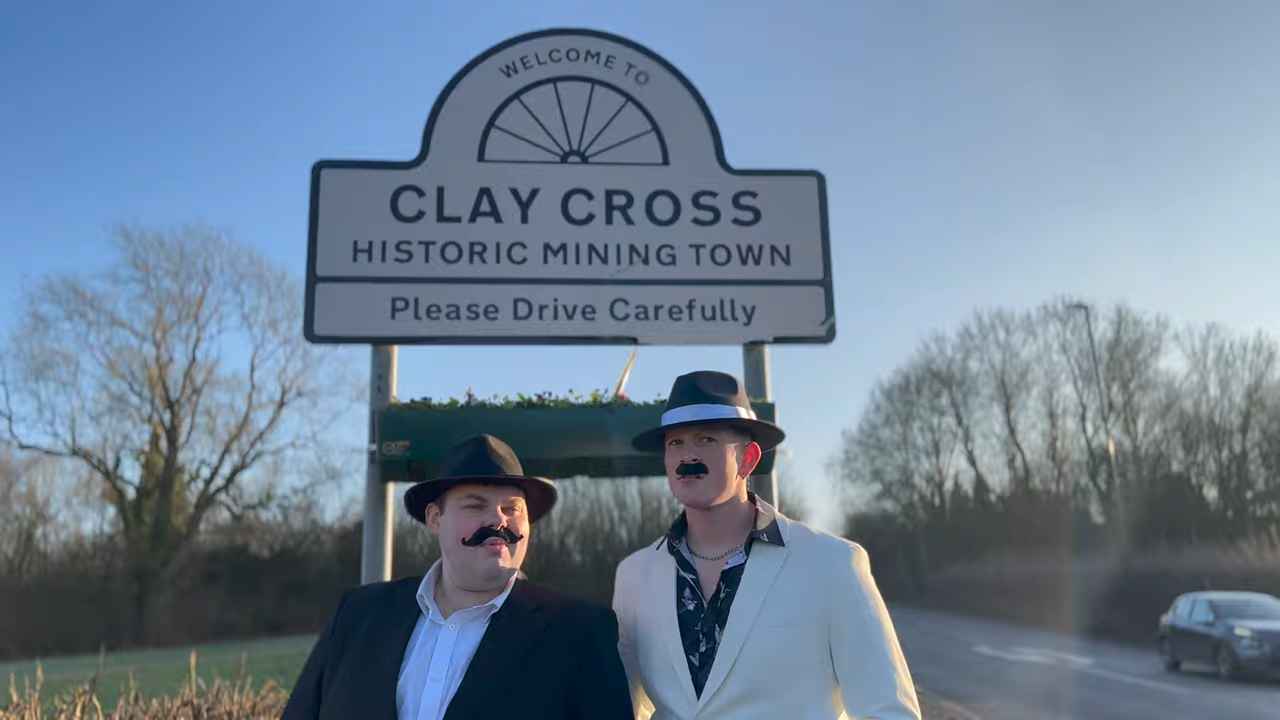 WELCOME TO
CLAY CROSS
HISTORIC MINING TOWN
Please Drive Carefully